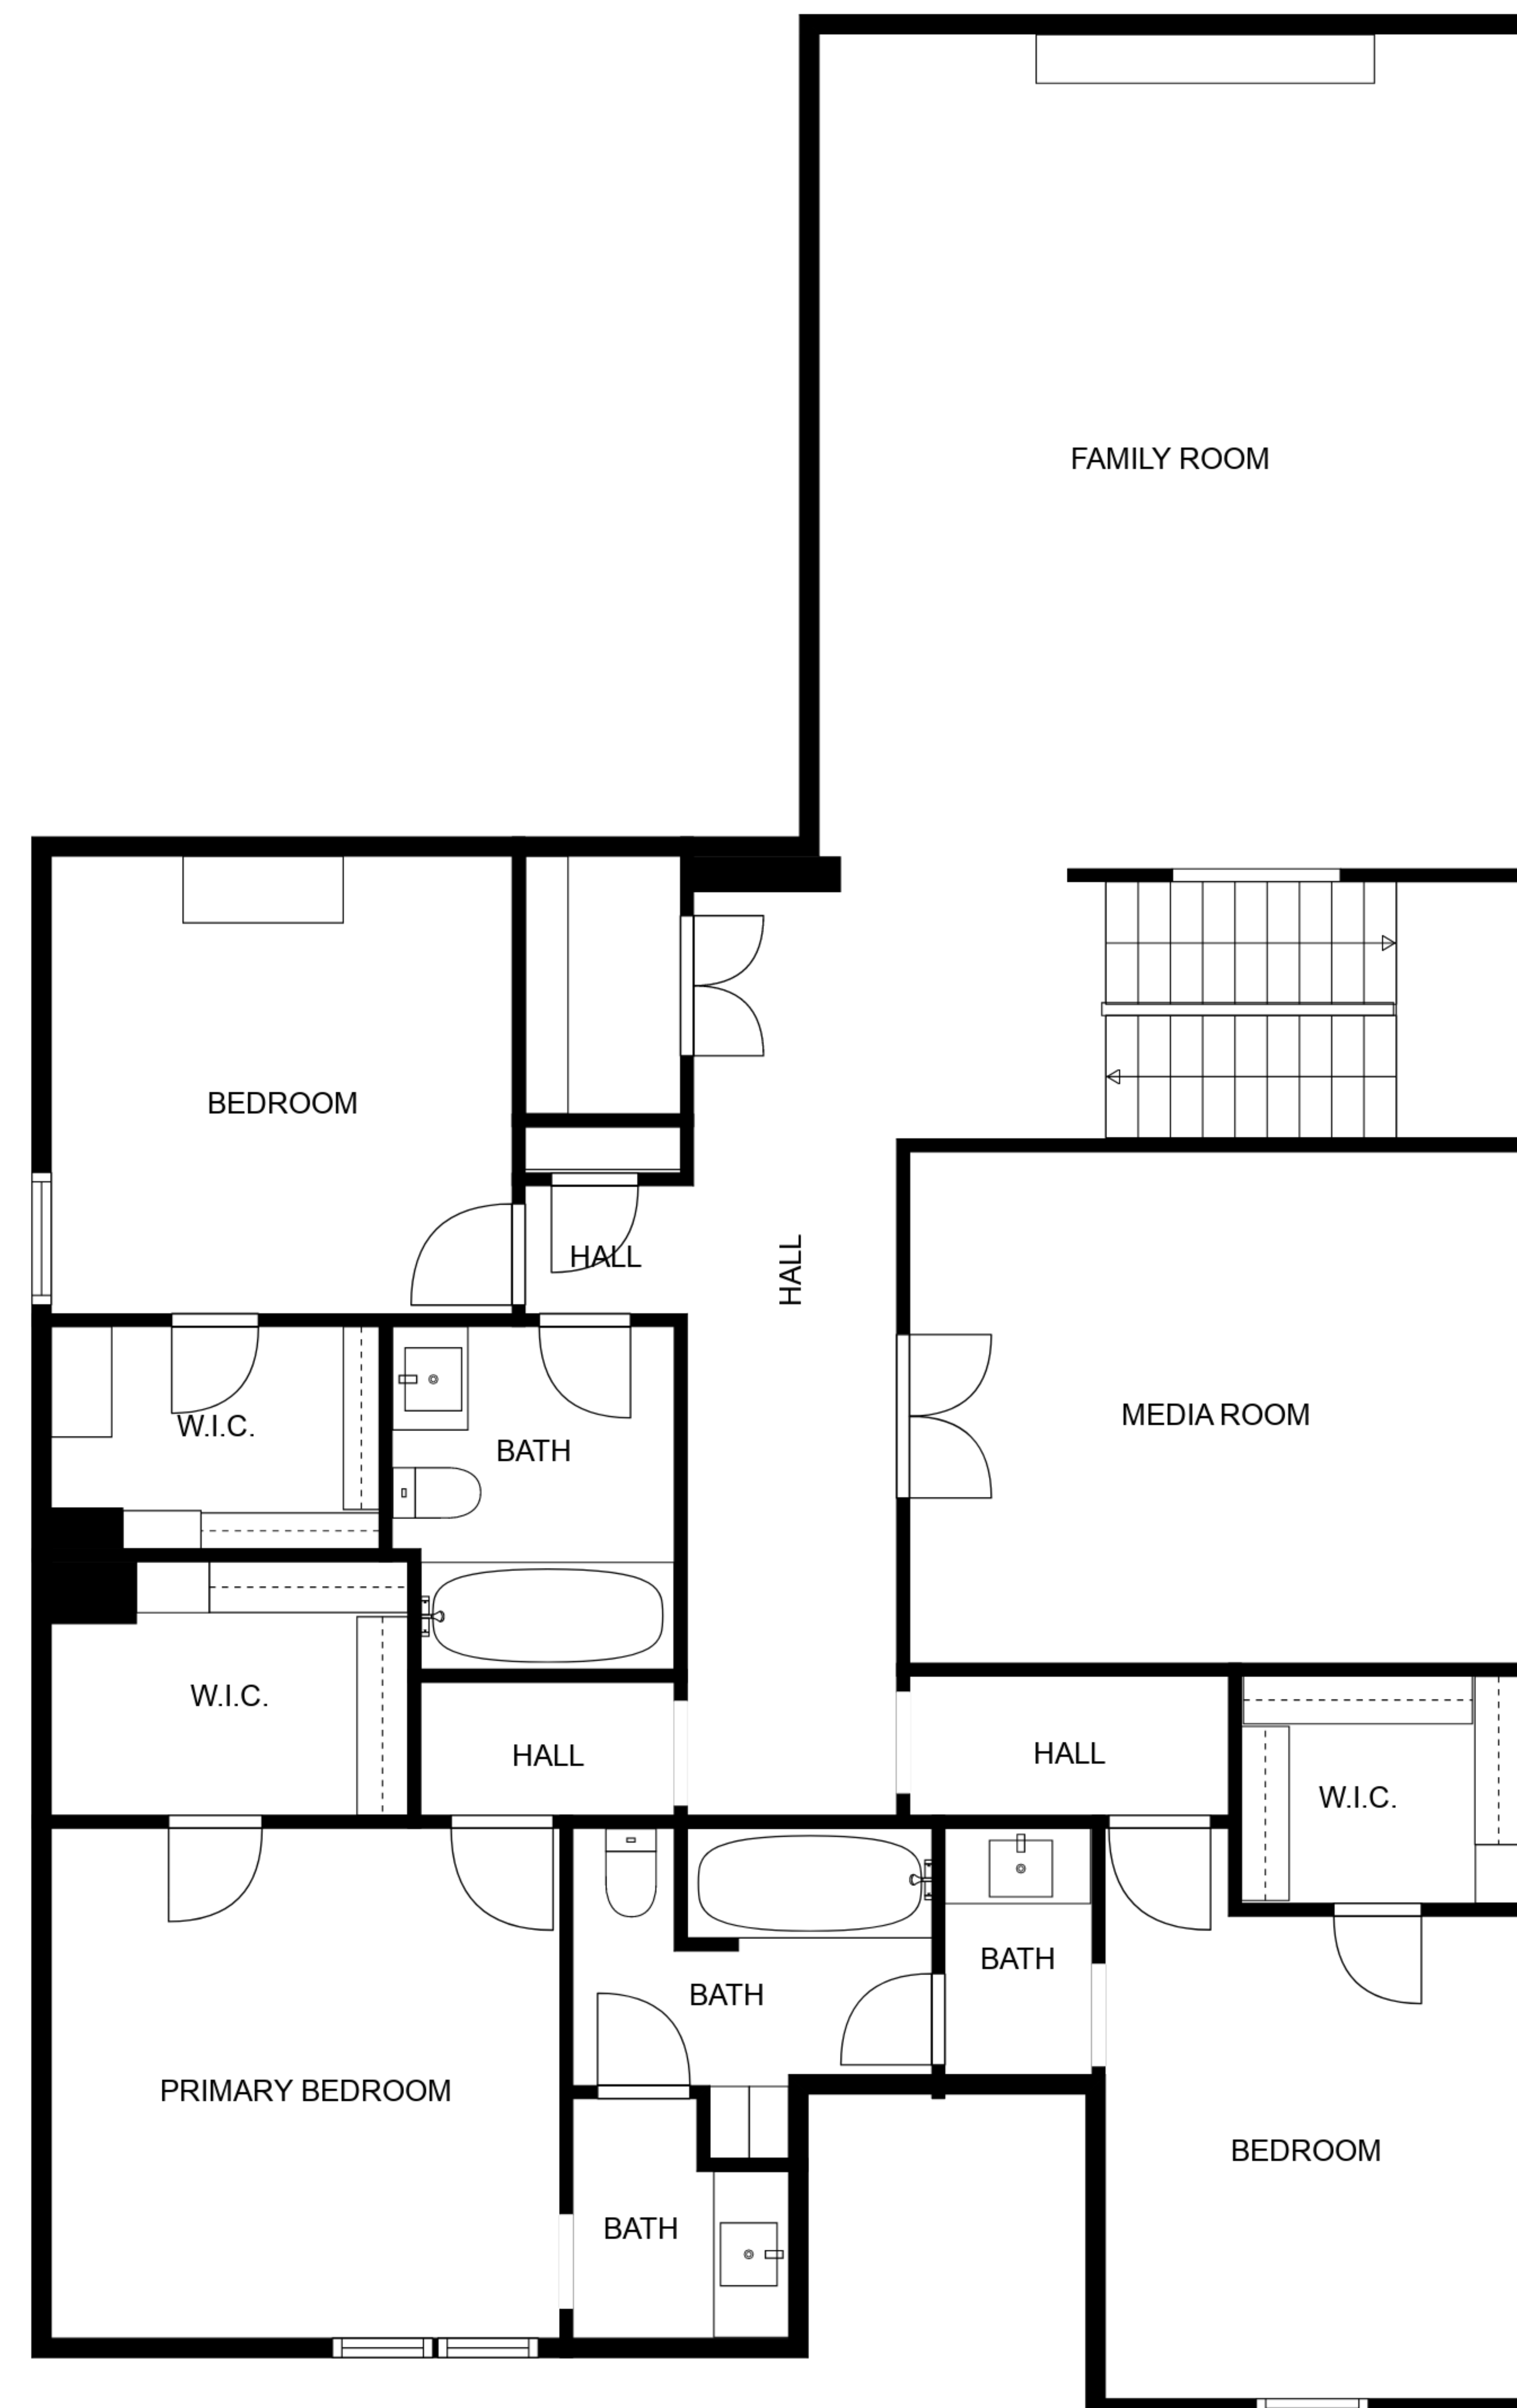 FAMILY ROOM
BEDROOM
HALL
HALL
MEDIA ROOM
W.I.C.
BATH
W.I.C.
HALL
HALL
W.I.C.
BATH
BATH
PRIMARY BEDROOM
BEDROOM
BATH